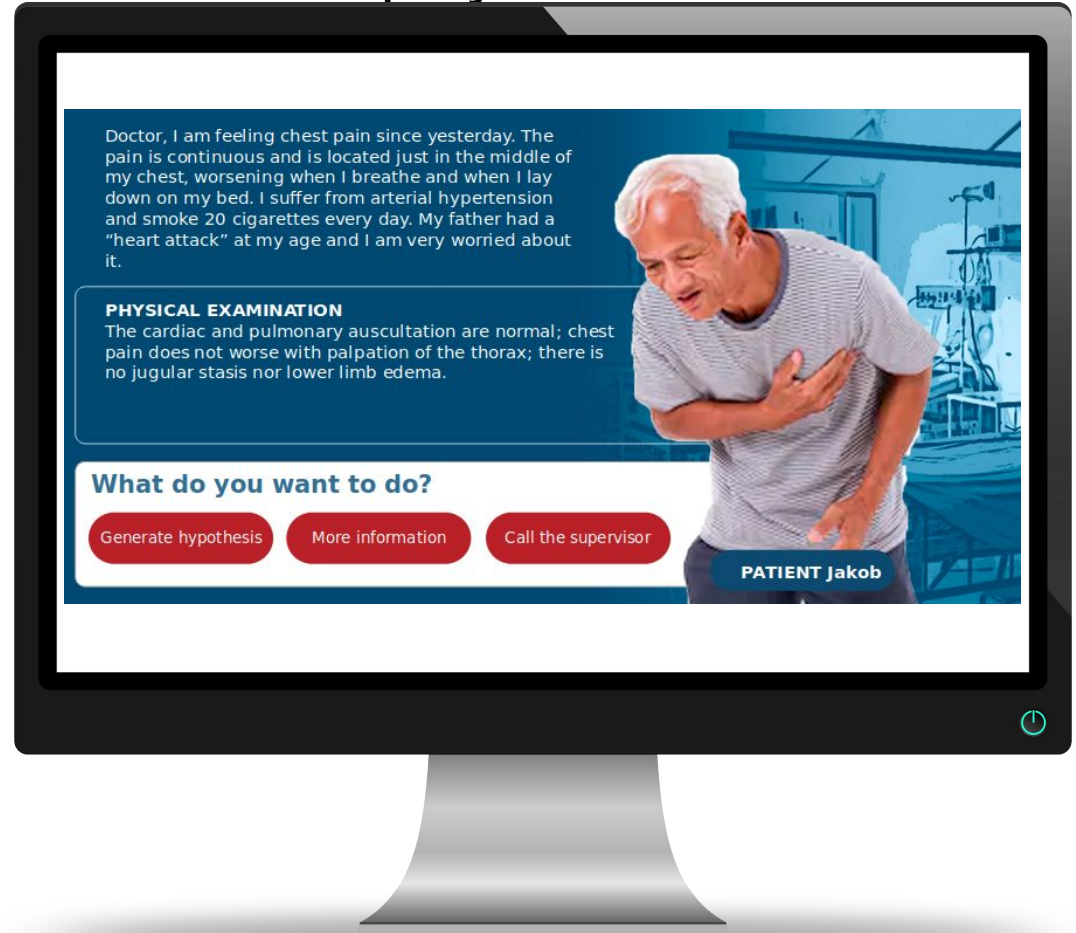 Doctor, I am feeling chest pain since yesterday. The
pain is continuous and is located just in the middle of
my chest, worsening when I breathe and when I lay
down on my bed. I suffer from arterial hypertension
and smoke 20 cigarettes every day. My father had a
“heart attack” at my age and I am very worried about
it.
PHYSICAL EXAMINATION
The cardiac and pulmonary auscultation are normal; chest
pain does not worse with palpation of the thorax; there is
no jugular stasis nor lower limb edema.
What do you want to do?
Generate hypothesis
More information
Call the supervisor
PATIENT Jakob